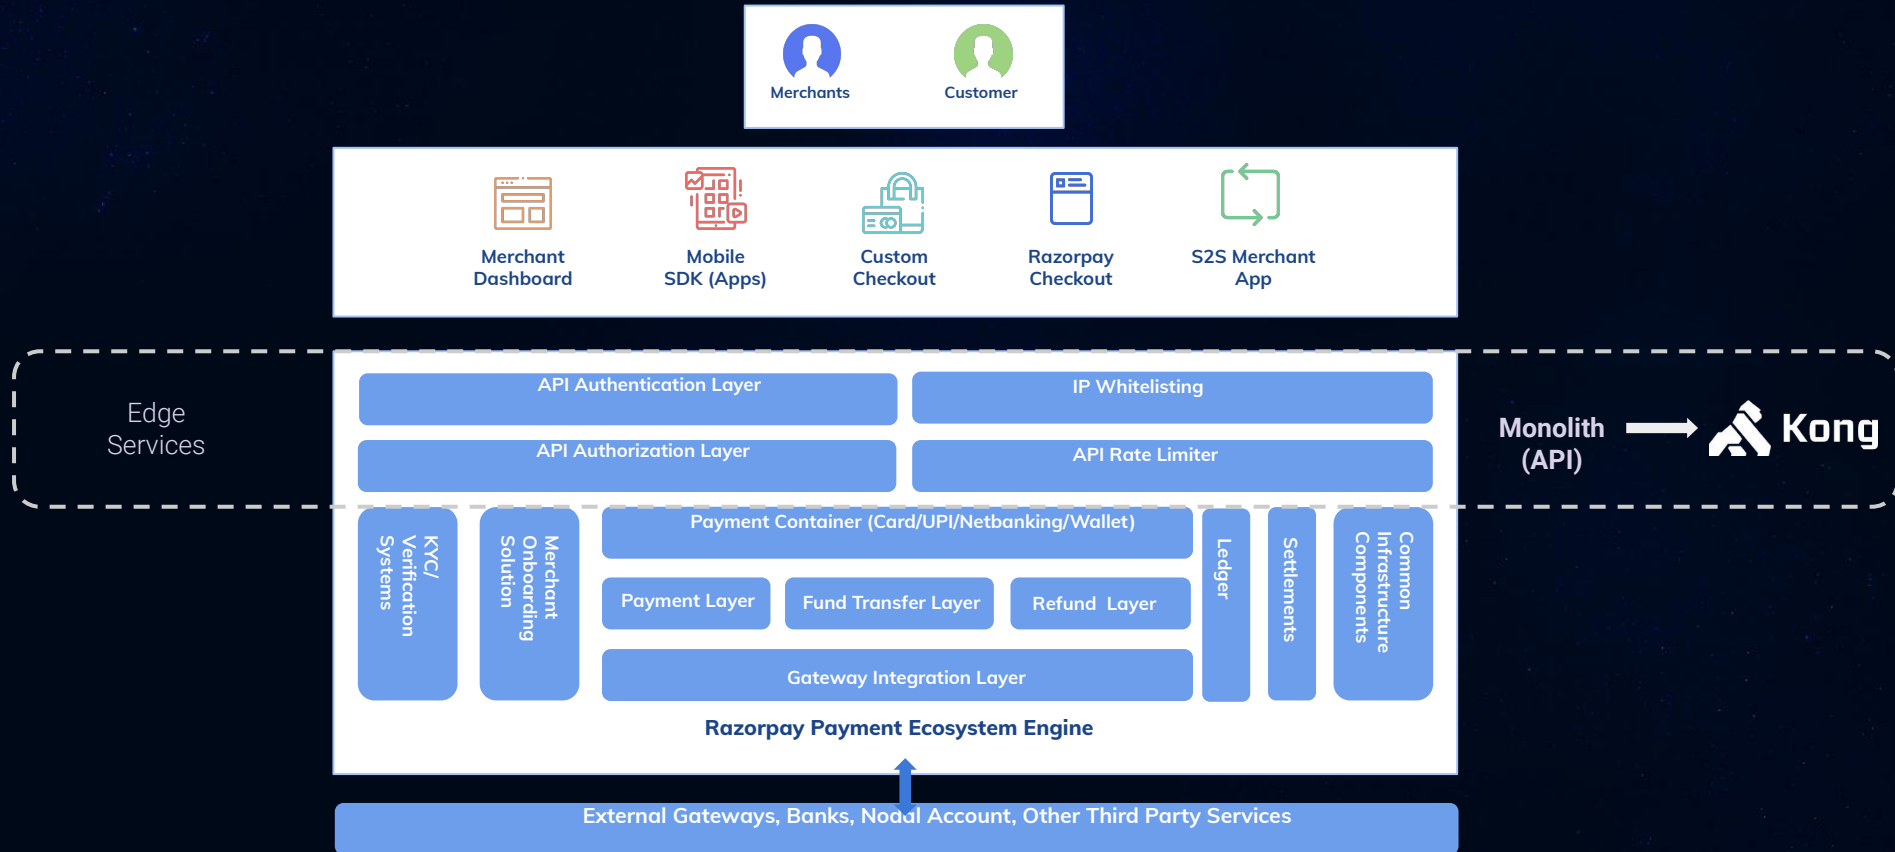 Merchants
Customer
Merchant
Dashboard
Mobile
SDK (Apps)
Custom
Checkout
Razorpay
Checkout
S2S Merchant
App
Edge
Services
API Authentication Layer
IP Whitelisting
API Authorization Layer
API Rate Limiter
Monolith
(API)
Kong
KYC/
Verification
Systems
Merchant
Onboarding
Solution
Payment Container (Card/UPI/Netbanking/Wallet)
Payment Layer
Fund Transfer Layer
Refund Layer
Gateway Integration Layer
Ledger
Settlements
Common
Infrastructure
Components
Razorpay Payment Ecosystem Engine
External Gateways, Banks, Nodal Account, Other Third Party Services